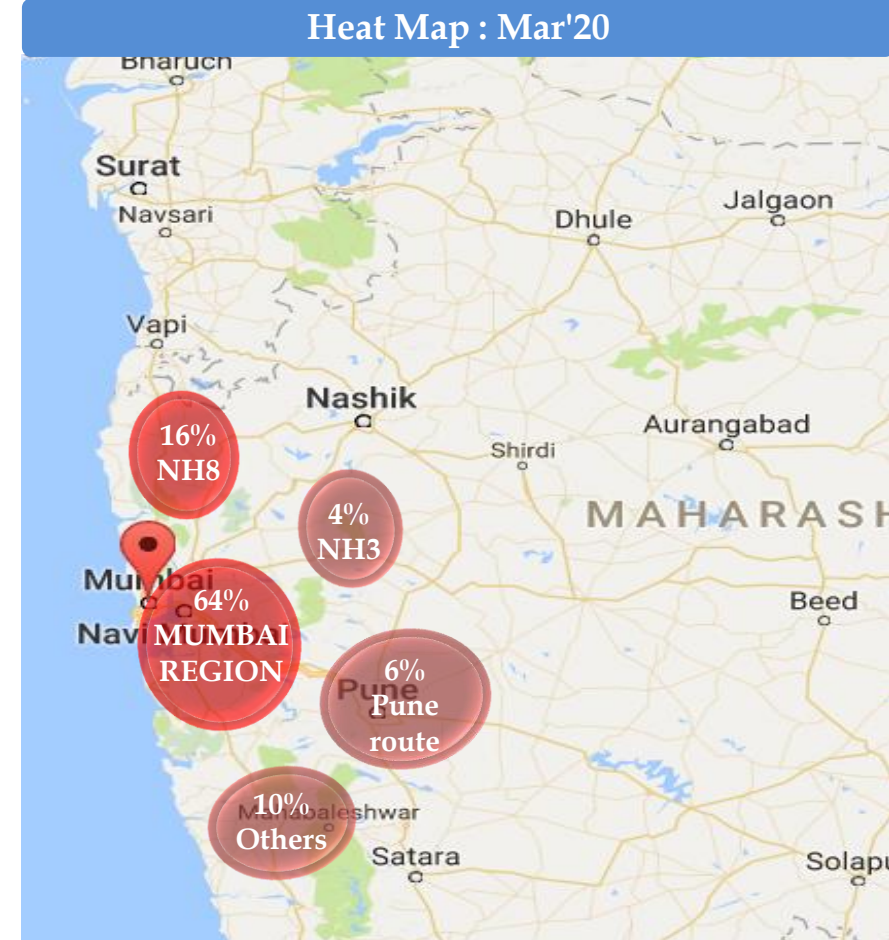 Heat Map : Mar'20
Bharuch
Surat
Navsari
Dhule
Jalgaon
Vapi
Nashik
Aurangabad
16%
NH8
Shirdi
4%
NH3
MAHARASH
Mumbai
64%
Navi MUMBAI
REGION
Beed
6%
Pune
Pune
route
10%
Mahabaleshwar
Others
Satara
Solapu